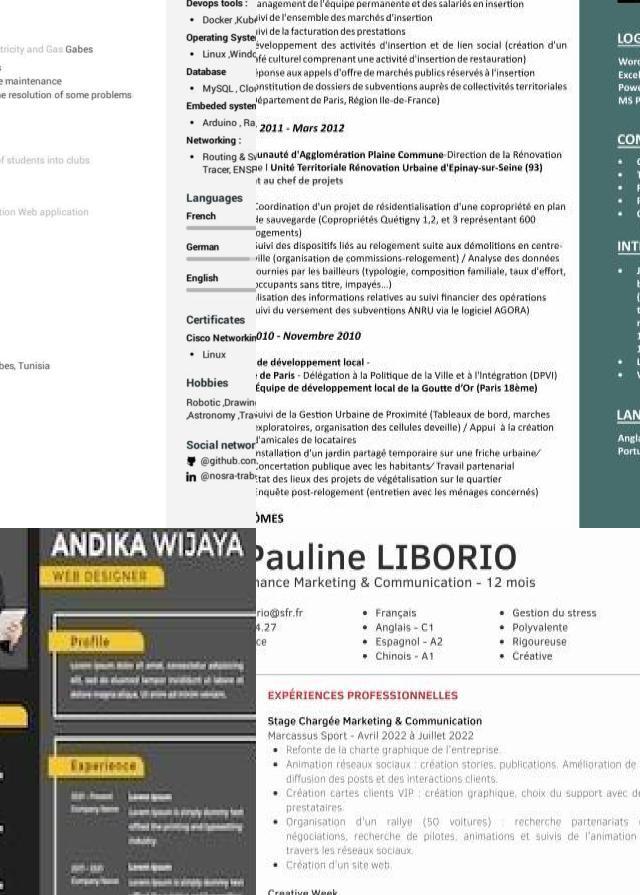 tricity and Gas Gabes
s
e maintenance
he resolution of some problems
of students into clubs
tion Web application
bes, Tunisia
Devops tools :
• Docker ,Kub
Operating Syste
• Linux ,Windo
Database
• MySQL , Clo
Embeded system
• Arduino , Ra
Networking :
• Routing & S
Tracer, ENSP
Languages
French
German
English
Certificates
Cisco Networkin
• Linux
Hobbies
Robotic ,Drawin
,Astronomy ,Tra
Social networ
@github.com
@nosra-trab
anagement de l'équipe permanente et des salariés en insertion
uivi de l'ensemble des marchés d'insertion
uivi de la facturation des prestations
éveloppement des activités d'insertion et de lien social (création d'un
afé culturel comprenant une activité d'insertion de restauration)
éponse aux appels d'offre de marchés publics réservés à l'insertion
onstitution de dossiers de subventions auprès de collectivités territoriales
Département de Paris, Région Ile-de-France)
2011 - Mars 2012
unauté d'Agglomération Plaine Commune-Direction de la Rénovation
ne I Unité Territoriale Rénovation Urbaine d'Epinay-sur-Seine (93)
t au chef de projets
Coordination d'un projet de résidentialisation d'une copropriété en plan
de sauvegarde (Copropriétés Quétigny 1,2, et 3 représentant 600
ogements)
Suivi des dispositifs liés au relogement suite aux démolitions en centre-
ville (organisation de commissions-relogement) / Analyse des données
ournies par les bailleurs (typologie, composition familiale, taux d'effort,
occupants sans titre, impayés...)
ilisation des informations relatives au suivi financier des opérations
suivi du versement des subventions ANRU via le logiciel AGORA)
010 - Novembre 2010
de développement local -
e de Paris - Délégation à la Politique de la Ville et à l'Intégration (DPVI)
Équipe de développement local de la Goutte d'Or (Paris 18ème)
Suivi de la Gestion Urbaine de Proximité (Tableaux de bord, marches
exploratoires, organisation des cellules deveille) / Appui à la création
d'amicales de locataires
nstallation d'un jardin partagé temporaire sur une friche urbaine/
Concertation publique avec les habitants/ Travail partenarial
Etat des lieux des projets de végétalisation sur le quartier
Enquête post-relogement (entretien avec les ménages concernés)
ÔMES
LOG
Word
Excel
Powe
MS P
CON
INT
LAN
Angla
Portu
ANDIKA WIJAYA
WEB DESIGNER
Profile
Experience
Pauline LIBORIO
nance Marketing & Communication - 12 mois
rio@sfr.fr
4.27
ce
• Français
• Anglais - C1
• Espagnol - A2
• Chinois - A1
• Gestion du stress
• Polyvalente
• Rigoureuse
• Créative
EXPÉRIENCES PROFESSIONNELLES
Stage Chargée Marketing & Communication
Marcassus Sport - Avril 2022 à Juillet 2022
• Refonte de la charte graphique de l'entreprise.
• Animation réseaux sociaux : création stories, publications. Amélioration de
diffusion des posts et des interactions clients.
• Création cartes clients VIP : création graphique, choix du support avec de
prestataires.
• Organisation d'un rallye (50 voitures) : recherche partenariats
négociations, recherche de pilotes, animations et suivis de l'animation
travers les réseaux sociaux.
• Création d'un site web.
Creative Week